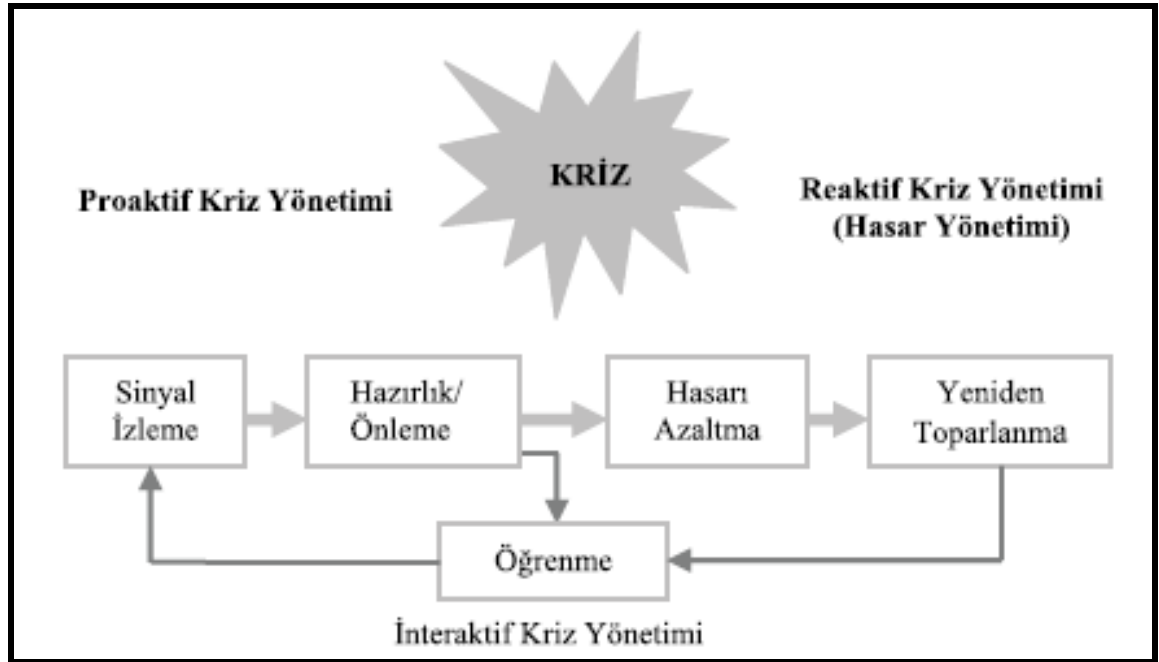 KRİZ
Proaktif Kriz Yönetimi
Reaktif Kriz Yönetimi
(Hasar Yönetimi)
Sinyal
İzleme
Hazırlık/
Önleme
Hasarı
Azaltma
Yeniden
Toparlanma
Öğrenme
İnteraktif Kriz Yönetimi